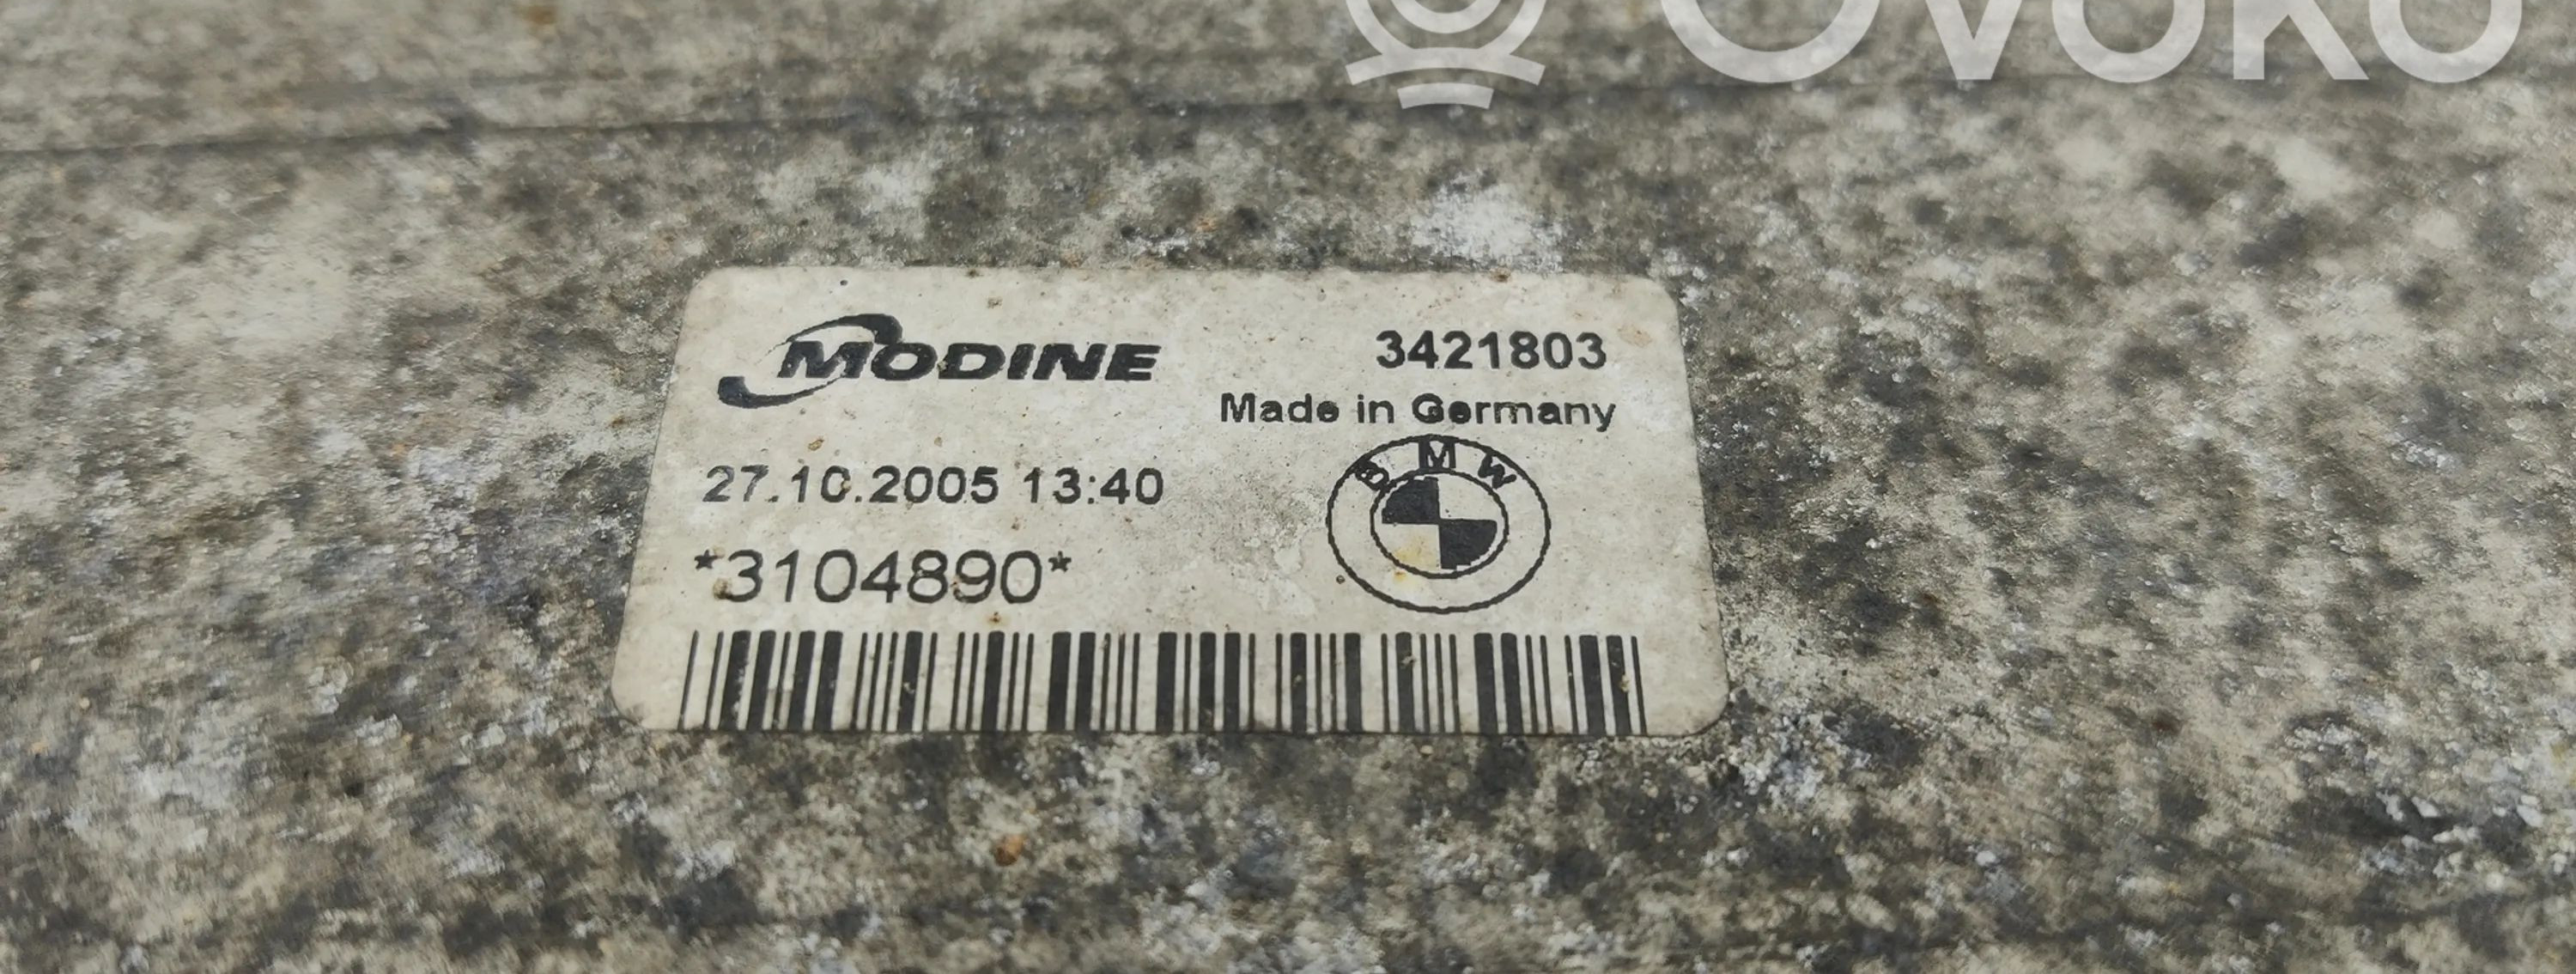 OVOKO
MODINE
3421803
Made in Germany
27.10.2005 13:40
BMW
*3104890*